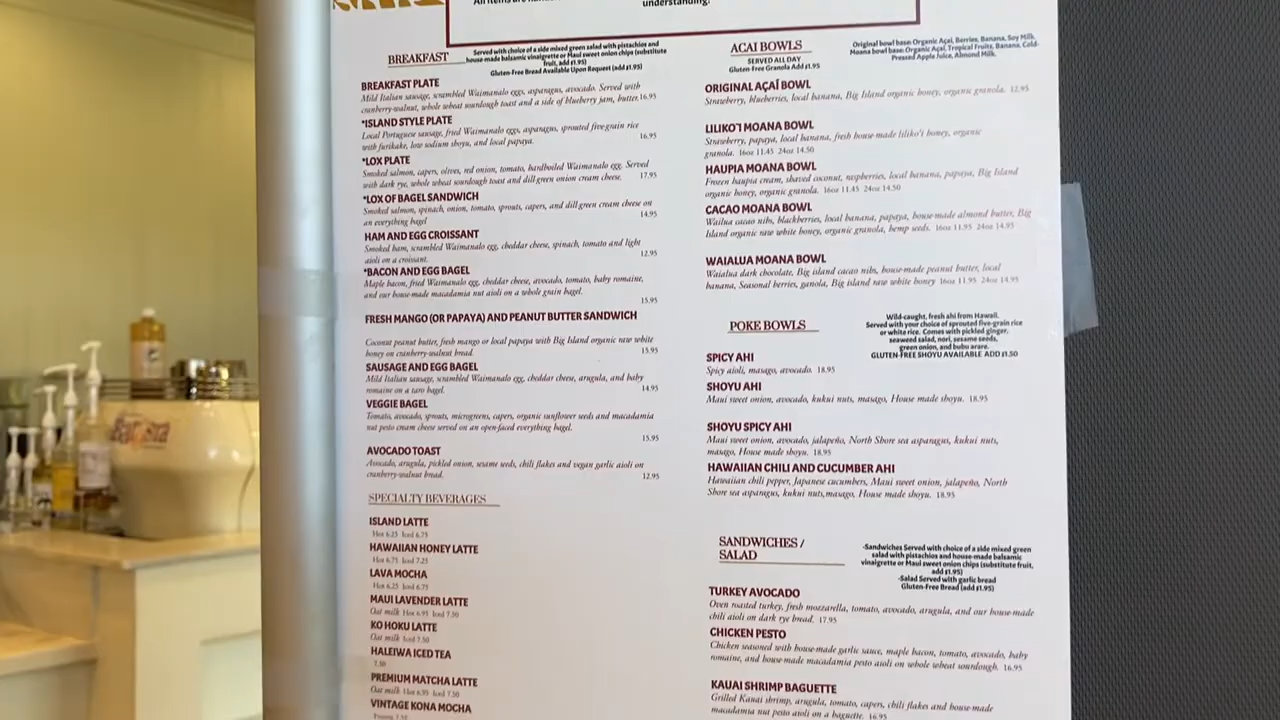 All items are
understanding.
BREAKFAST
Served with choice of a side mixed green salad with pistachios and
house-made balsamic vinaigrette or Maui sweet onion chips (substitute
fruit, add $1.95)
Gluten-Free Bread Available Upon Request (add $1.95)
BREAKFAST PLATE
Mild Italian sausage, scrambled Waimanalo eggs, asparagus, avocado. Served with
cranberry-walnut, whole wheat sourdough toast and a side of blueberry jam, butter. 16.95
*ISLAND STYLE PLATE
Local Portuguese sausage, fried Waimanalo eggs, asparagus, sprouted five-grain rice
with furikake, low sodium shoyu, and local papaya. 16.95
*LOX PLATE
Smoked salmon, capers, olives, red onion, tomato, hardboiled Waimanalo egg. Served
with dark rye, whole wheat sourdough toast and dill green onion cream cheese. 17.95
*LOX OF BAGEL SANDWICH
Smoked salmon, spinach, onion, tomato, sprouts, capers, and dill green cream cheese on
an everything bagel 14.95
HAM AND EGG CROISSANT
Smoked ham, scrambled Waimanalo egg, cheddar cheese, spinach, tomato and light
aioli on a croissant. 12.95
*BACON AND EGG BAGEL
Maple bacon, fried Waimanalo egg, cheddar cheese, avocado, tomato, baby romaine,
and our house-made macadamia nut aioli on a whole grain bagel.
15.95
FRESH MANGO (OR PAPAYA) AND PEANUT BUTTER SANDWICH
Coconut peanut butter, fresh mango or local papaya with Big Island organic raw white
honey on cranberry-walnut bread. 15.95
SAUSAGE AND EGG BAGEL
Mild Italian sausage, scrambled Waimanalo egg, cheddar cheese, arugula, and baby
romaine on a taro bagel. 14.95
VEGGIE BAGEL
Tomato, avocado, sprouts, microgreens, capers, organic sunflower seeds and macadamia
nut pesto cream cheese served on an open-faced everything bagel.
15.95
AVOCADO TOAST
Avocado, arugula, pickled onion, sesame seeds, chili flakes and vegan garlic aioli on
cranberry-walnut bread. 12.95
SPECIALTY BEVERAGES
ISLAND LATTE
Hot 6.25 Iced 6.75
HAWAIIAN HONEY LATTE
Hot 6.75 Iced 7.25
LAVA MOCHA
Hot 6.25 Iced 6.75
MAUI LAVENDER LATTE
Oat milk Hot 6.95 Iced 7.50
KO HOKU LATTE
Oat milk Iced 7.50
HALEIWA ICED TEA
7.50
PREMIUM MATCHA LATTE
Oat milk Hot 6.95 Iced 7.50
VINTAGE KONA MOCHA
ACAI BOWLS
SERVED ALL DAY
Gluten-Free Granola Add $1.95
Original bowl base: Organic Açaí, Berries, Banana, Soy Milk.
Moana bowl base: Organic Açaí, Tropical Fruits, Banana, Cold-
Pressed Apple Juice, Almond Milk.
ORIGINAL AÇAÍ BOWL
Strawberry, blueberries, local banana, Big Island organic honey, organic granola. 12.95
LILIKO'I MOANA BOWL
Strawberry, papaya, local banana, fresh house-made liliko'i honey, organic
granola. 16oz 11.45 24oz 14.50
HAUPIA MOANA BOWL
Frozen haupia cream, shaved coconut, raspberries, local banana, papaya, Big Island
organic honey, organic granola. 16oz 11.45 24oz 14.50
CACAO MOANA BOWL
Wailua cacao nibs, blackberries, local banana, papaya, house-made almond butter, Big
Island organic raw white honey, organic granola, hemp seeds. 16oz 11.95 24oz 14.95
WAIALUA MOANA BOWL
Waialua dark chocolate, Big island cacao nibs, house-made peanut butter, local
banana, Seasonal berries, ganola, Big island raw white honey 16oz 11.95 24oz 14.95
POKE BOWLS
Wild-caught, fresh ahi from Hawaii.
Served with your choice of sprouted five-grain rice
or white rice. Comes with pickled ginger,
seaweed salad, nori, sesame seeds,
green onion, and bubu arare.
GLUTEN-FREE SHOYU AVAILABLE ADD $1.50
SPICY AHI
Spicy aioli, masago, avocado. 18.95
SHOYU AHI
Maui sweet onion, avocado, kukui nuts, masago, House made shoyu. 18.95
SHOYU SPICY AHI
Maui sweet onion, avocado, jalapeño, North Shore sea asparagus, kukui nuts,
masago, House made shoyu. 18.95
HAWAIIAN CHILI AND CUCUMBER AHI
Hawaiian chili pepper, Japanese cucumbers, Maui sweet onion, jalapeño, North
Shore sea asparagus, kukui nuts,masago, House made shoyu. 18.95
SANDWICHES /
SALAD
-Sandwiches Served with choice of a side mixed green
salad with pistachios and house-made balsamic
vinaigrette or Maui sweet onion chips (substitute fruit,
add $1.95)
-Salad Served with garlic bread
Gluten-Free Bread (add $1.95)
TURKEY AVOCADO
Oven roasted turkey, fresh mozzarella, tomato, avocado, arugula, and our house-made
chili aioli on dark rye bread. 17.95
CHICKEN PESTO
Chicken seasoned with house-made garlic sauce, maple bacon, tomato, avocado, baby
romaine, and house-made macadamia pesto aioli on whole wheat sourdough. 16.95
KAUAI SHRIMP BAGUETTE
Grilled Kauai shrimp, arugula, tomato, capers, chili flakes and house-made
macadamia nut pesto aioli on a baguette. 16.95